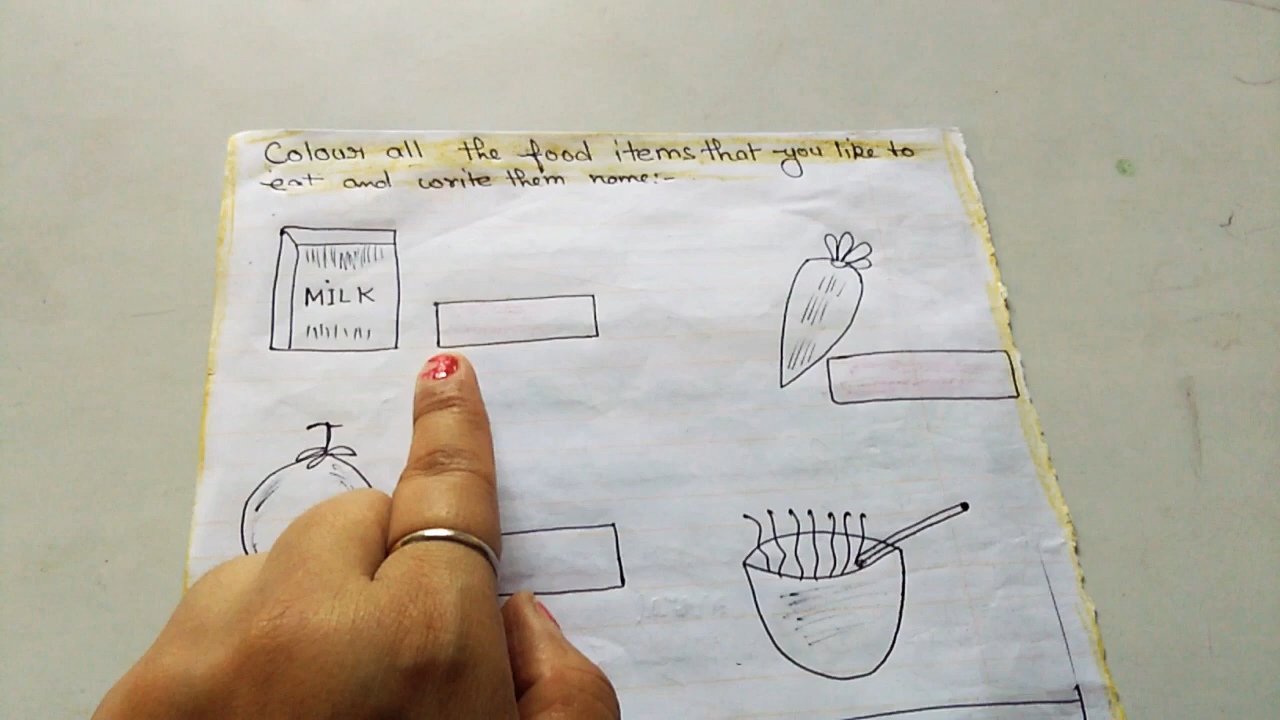 Colour all the food items that you like to
eat and write them name:-
MiLK